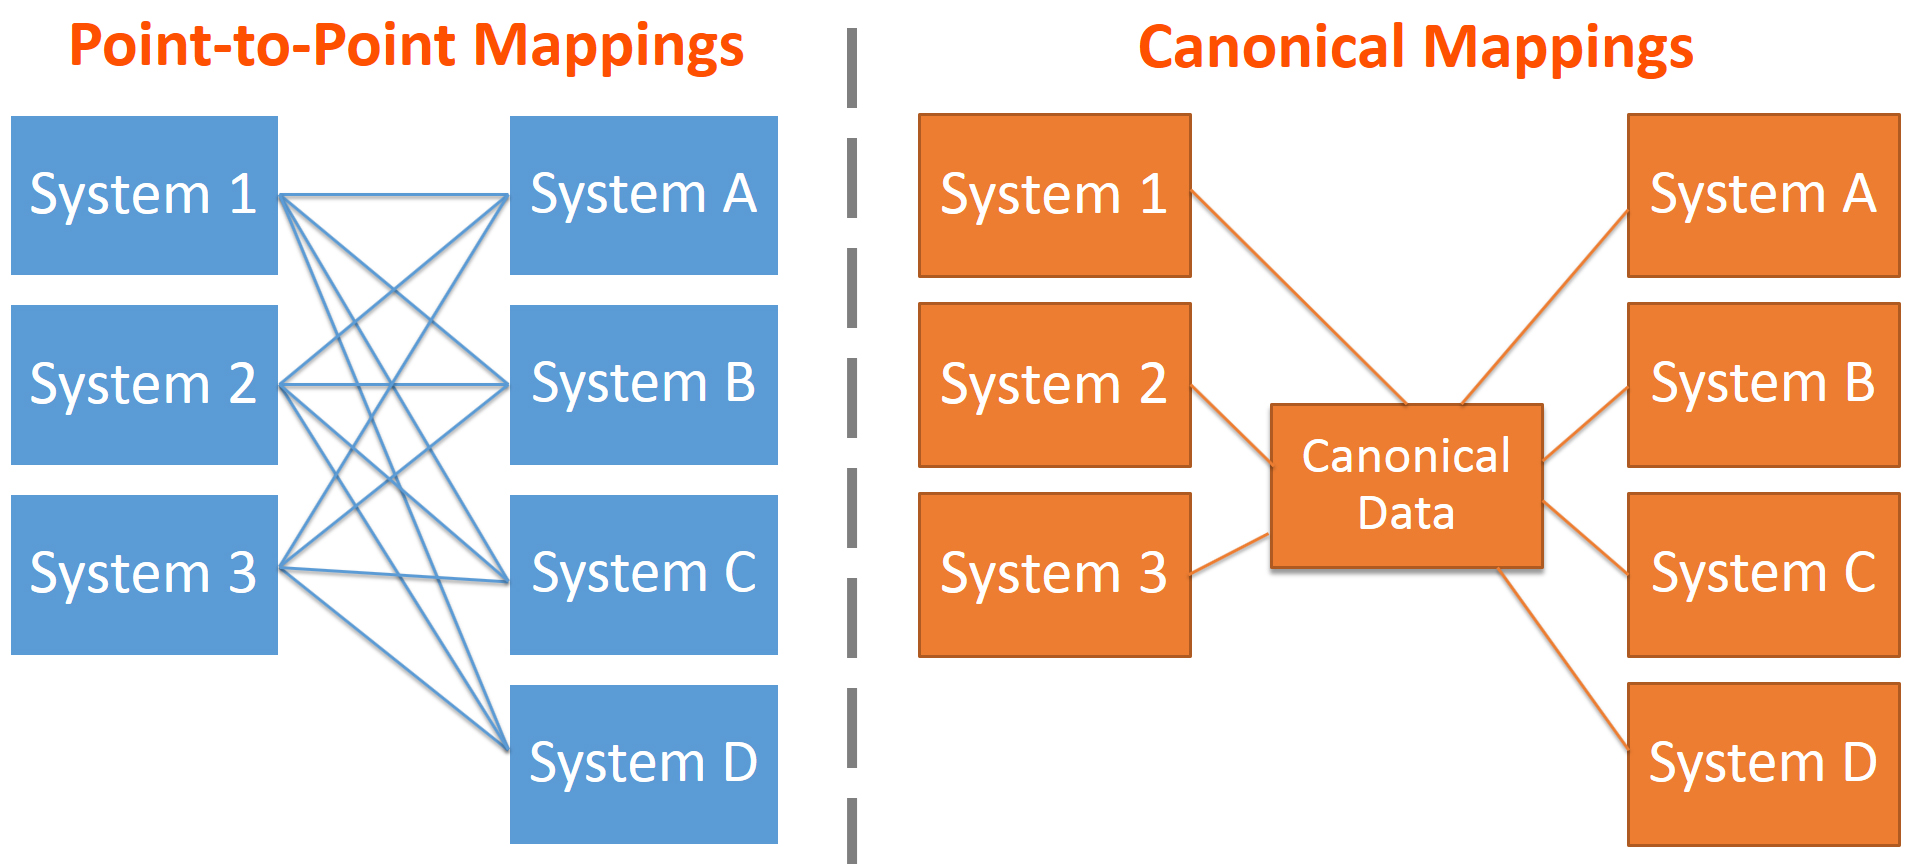 Point-to-Point Mappings
System 1
System A
System 2
System B
System 3
System C
System D
Canonical Mappings
System 1
System A
System 2
System B
Canonical
Data
System 3
System C
System D